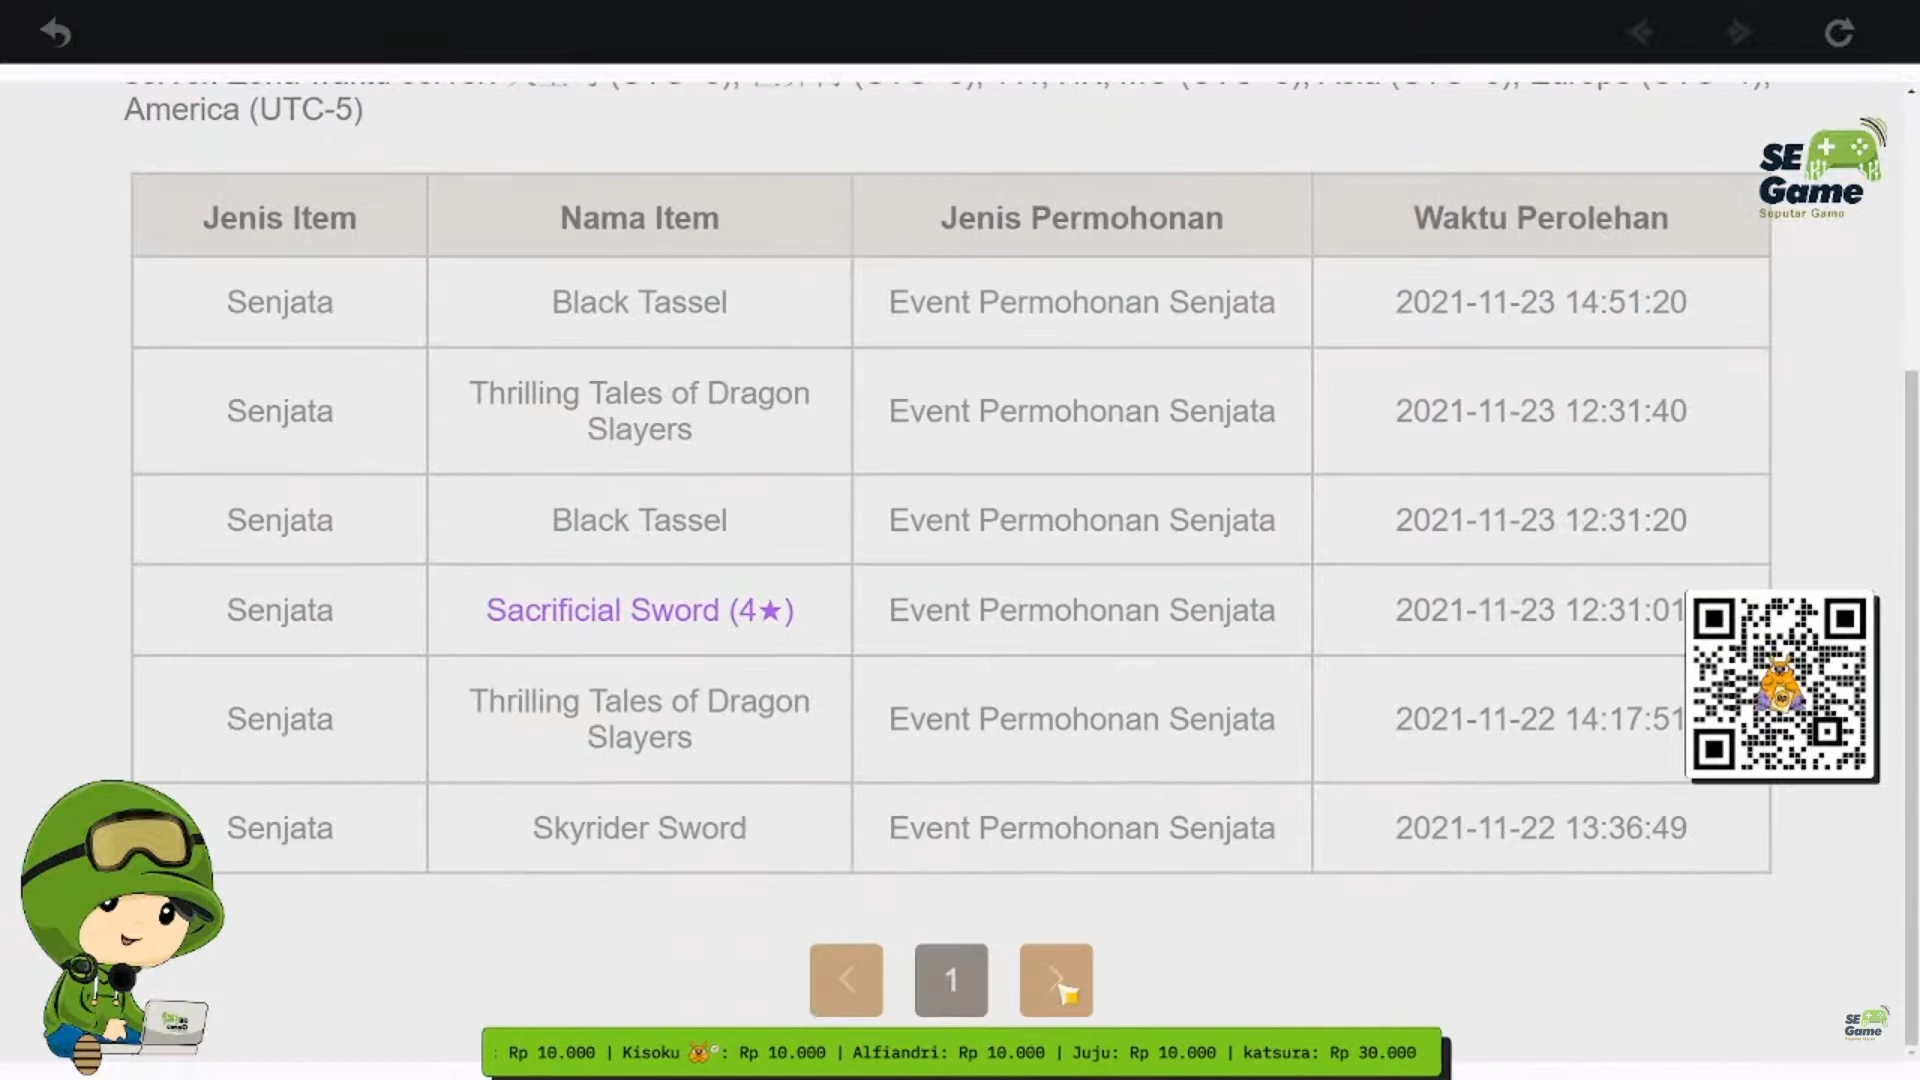 America (UTC-5)
SE
Game
Seputar Game
Jenis Item Nama Item Jenis Permohonan Waktu Perolehan
Senjata Black Tassel Event Permohonan Senjata 2021-11-23 14:51:20
Senjata Thrilling Tales of Dragon Slayers Event Permohonan Senjata 2021-11-23 12:31:40
Senjata Black Tassel Event Permohonan Senjata 2021-11-23 12:31:20
Senjata Sacrificial Sword (4★) Event Permohonan Senjata 2021-11-23 12:31:01
Senjata Thrilling Tales of Dragon Slayers Event Permohonan Senjata 2021-11-22 14:17:51
Senjata Skyrider Sword Event Permohonan Senjata 2021-11-22 13:36:49
1
SE
Game
: Rp 10.000 | Kisoku : Rp 10.000 | Alfiandri: Rp 10.000 | Juju: Rp 10.000 | katsura: Rp 30.000